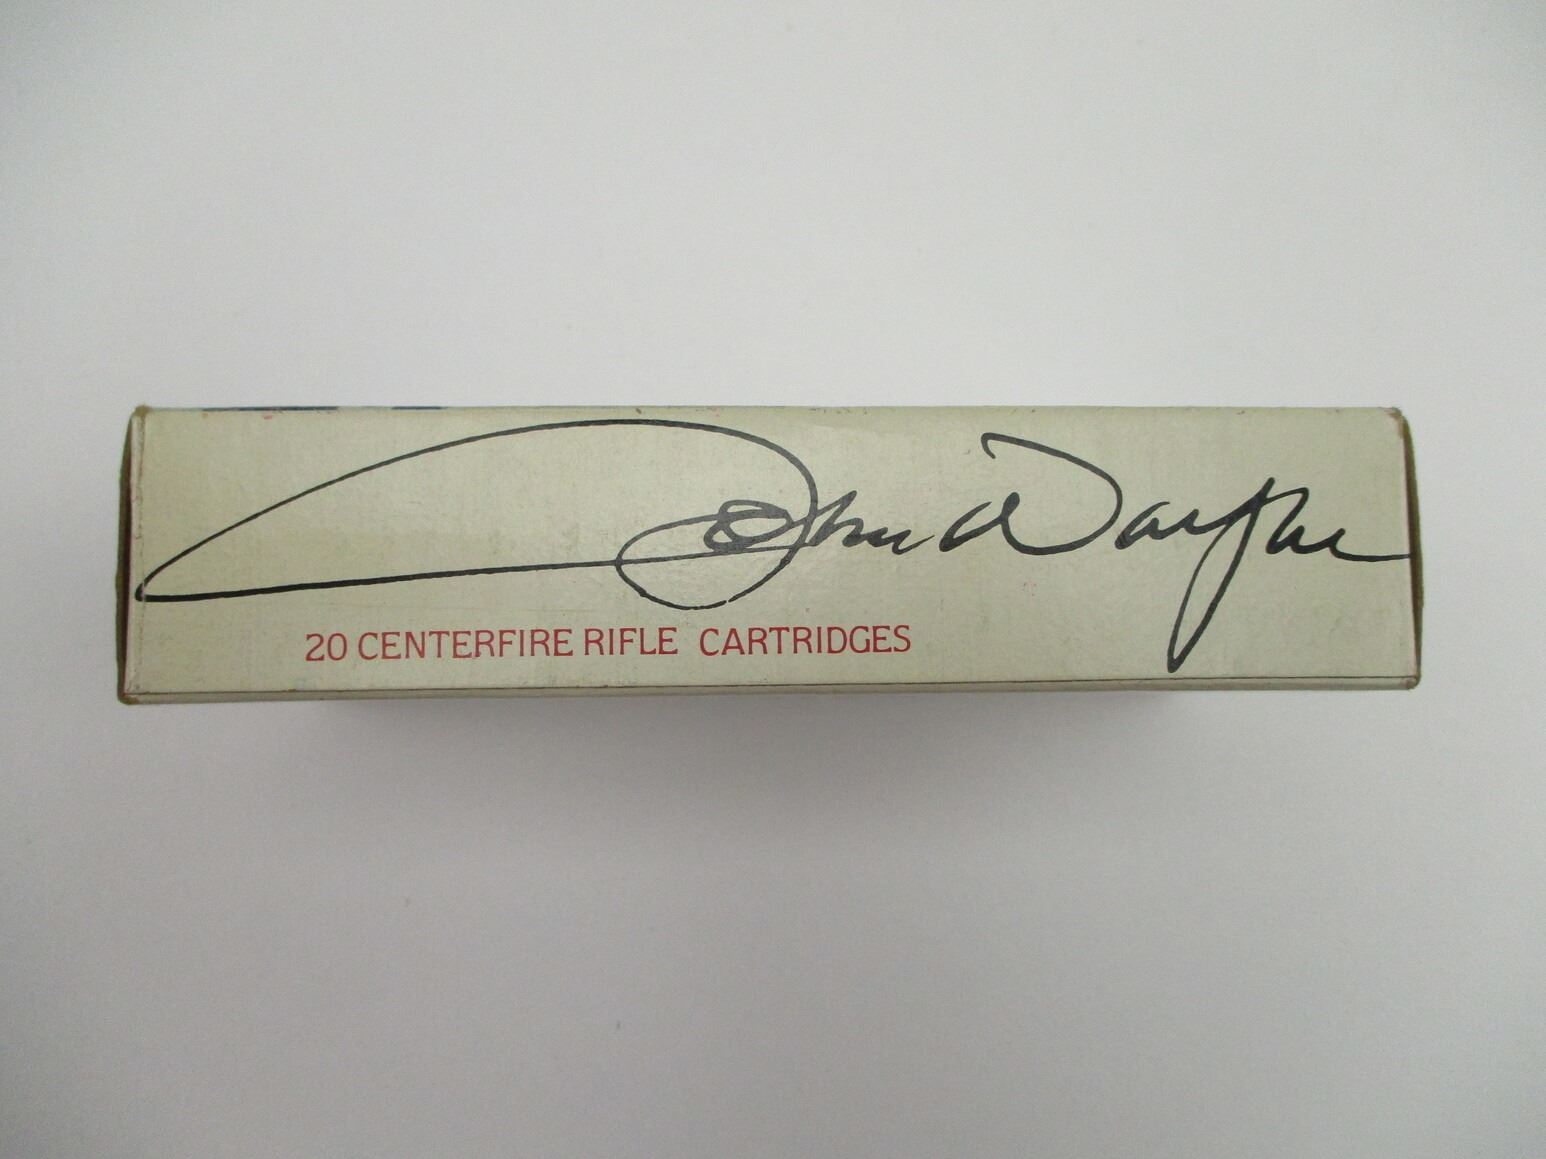 John Wayne
20 CENTERFIRE RIFLE CARTRIDGES